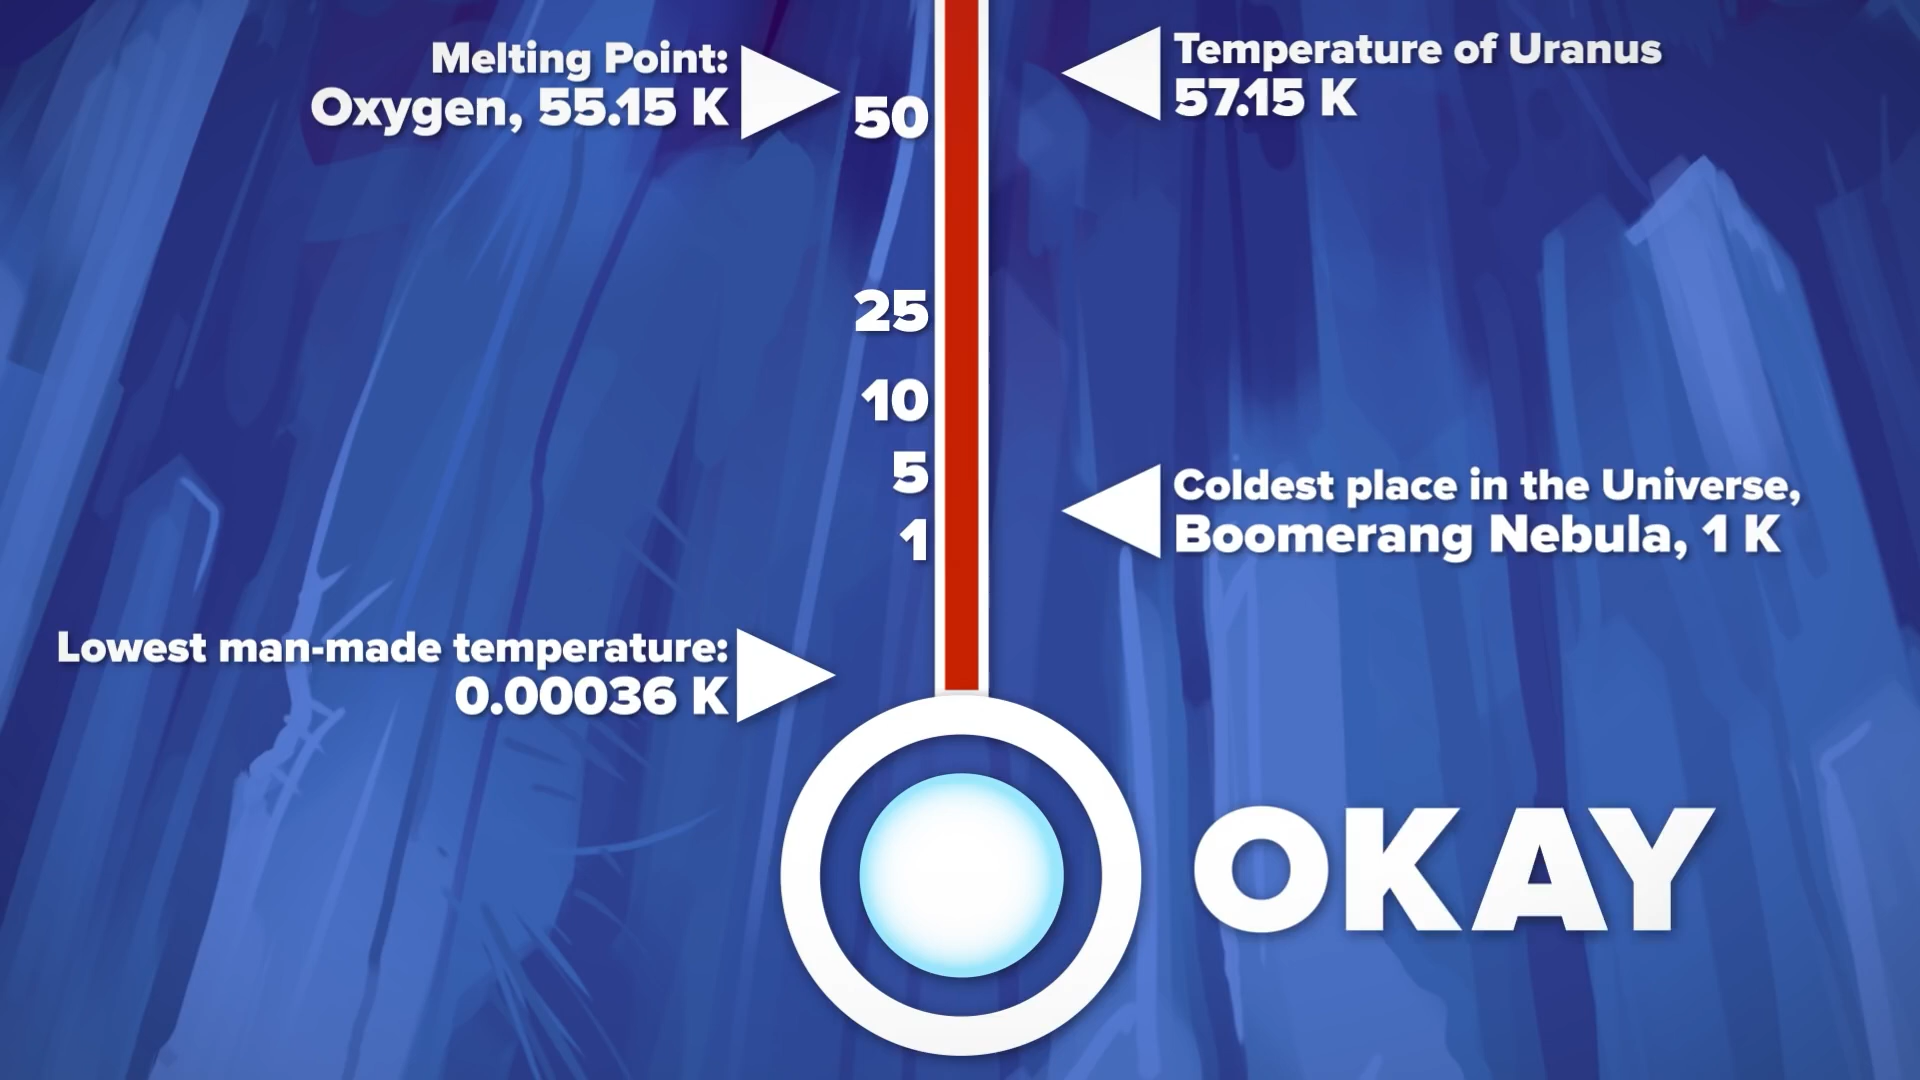 Melting Point:
Oxygen, 55.15 K
Temperature of Uranus
57.15 K
50
25
10
5
1
Coldest place in the Universe,
Boomerang Nebula, 1 K
Lowest man-made temperature:
0.00036 K
OKAY